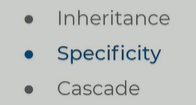 • Inheritance
• Specificity
• Cascade